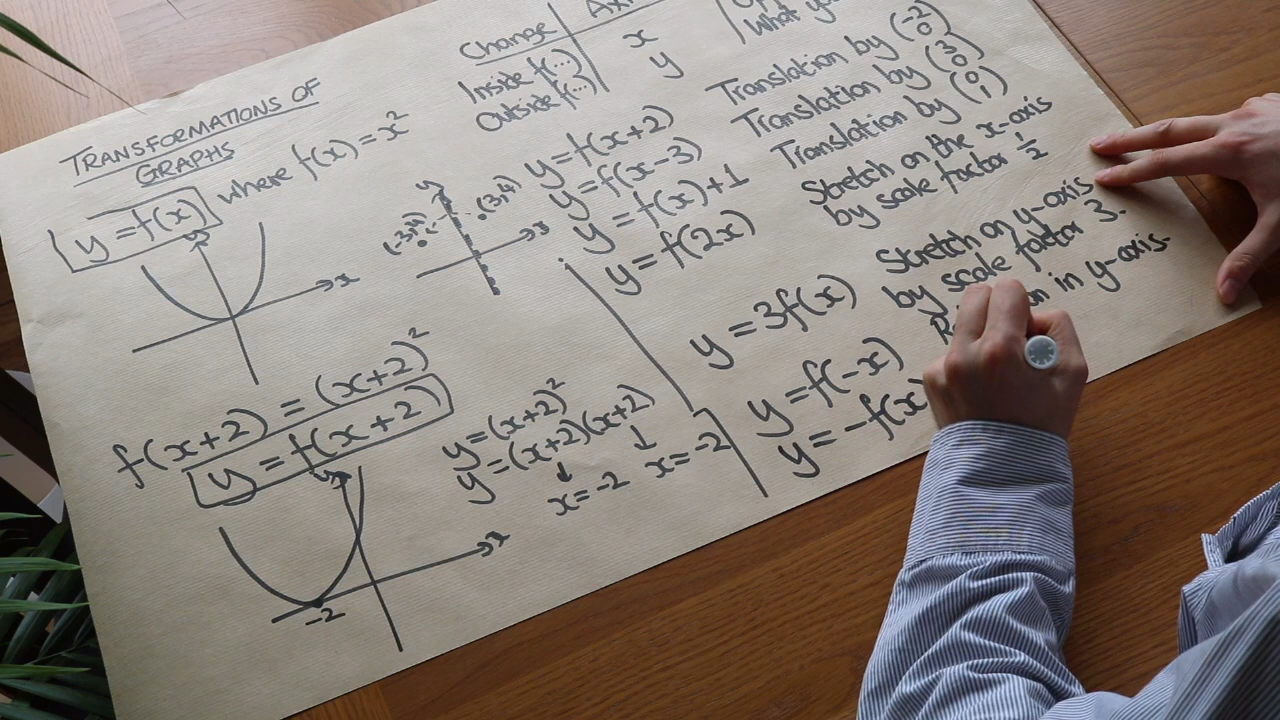 TRANSFORMATIONS OF
GRAPHS
y = f(x) where f(x) = x²
y
x
f(x+2) = (x+2)²
y = f(x+2)
y
x
-2
y = (x+2)²
y = (x+2)(x+2)
↓ ↓
x = -2 x = -2
Change
Inside f(...) x
Outside f(...) y
What
y
(3,4)
x
y = f(x+2) Translation by (-2 0)
y = f(x-3) Translation by (3 0)
y = f(x)+1 Translation by (0 1)
y = f(2x) Stretch on the x-axis
by scale factor ½
y = 3f(x) Stretch on y-axis
by scale factor 3.
y = f(-x) in y-axis.
y = -f(x)